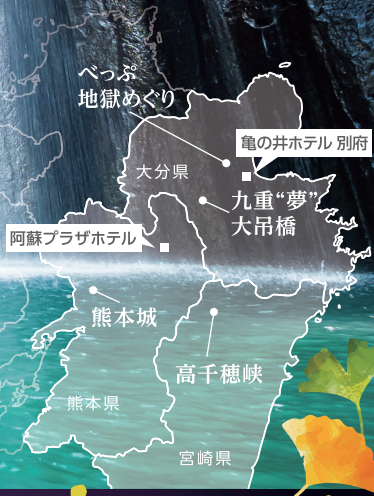 べっぷ
地獄めぐり
亀の井ホテル 別府
大分県
九重“夢”
大吊橋
阿蘇プラザホテル
熊本城
高千穂峡
熊本県
宮崎県